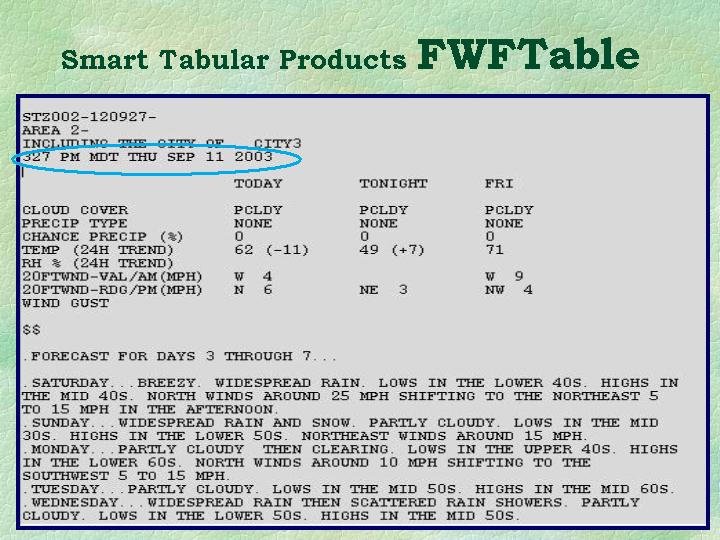 Smart Tabular Products FWFTable
STZ002-120927-
AREA 2-
INCLUDING THE CITY OF   CITY3
327 PM MDT THU SEP 11 2003
TODAY TONIGHT FRI
CLOUD COVER PCLDY PCLDY PCLDY
PRECIP TYPE NONE NONE NONE
CHANCE PRECIP (%) 0 0 0
TEMP (24H TREND) 62 (-11) 49 (+7) 71
RH % (24H TREND)
20FTWND-VAL/AM(MPH) W 4 W 9
20FTWND-RDG/PM(MPH) N 6 NE 3 NW 4
WIND GUST
$$
.FORECAST FOR DAYS 3 THROUGH 7...
.SATURDAY...BREEZY. WIDESPREAD RAIN. LOWS IN THE LOWER 40S. HIGHS IN
THE MID 40S. NORTH WINDS AROUND 25 MPH SHIFTING TO THE NORTHEAST 5
TO 15 MPH IN THE AFTERNOON.
.SUNDAY...WIDESPREAD RAIN AND SNOW. PARTLY CLOUDY. LOWS IN THE MID
30S. HIGHS IN THE LOWER 50S. NORTHEAST WINDS AROUND 15 MPH.
.MONDAY...PARTLY CLOUDY  THEN CLEARING. LOWS IN THE UPPER 40S. HIGHS
IN THE LOWER 60S. NORTH WINDS AROUND 10 MPH SHIFTING TO THE
SOUTHWEST 5 TO 15 MPH.
.TUESDAY...PARTLY CLOUDY. LOWS IN THE MID 50S. HIGHS IN THE MID 60S.
.WEDNESDAY...WIDESPREAD RAIN THEN SCATTERED RAIN SHOWERS. PARTLY
CLOUDY. LOWS IN THE LOWER 50S. HIGHS IN THE MID 50S.